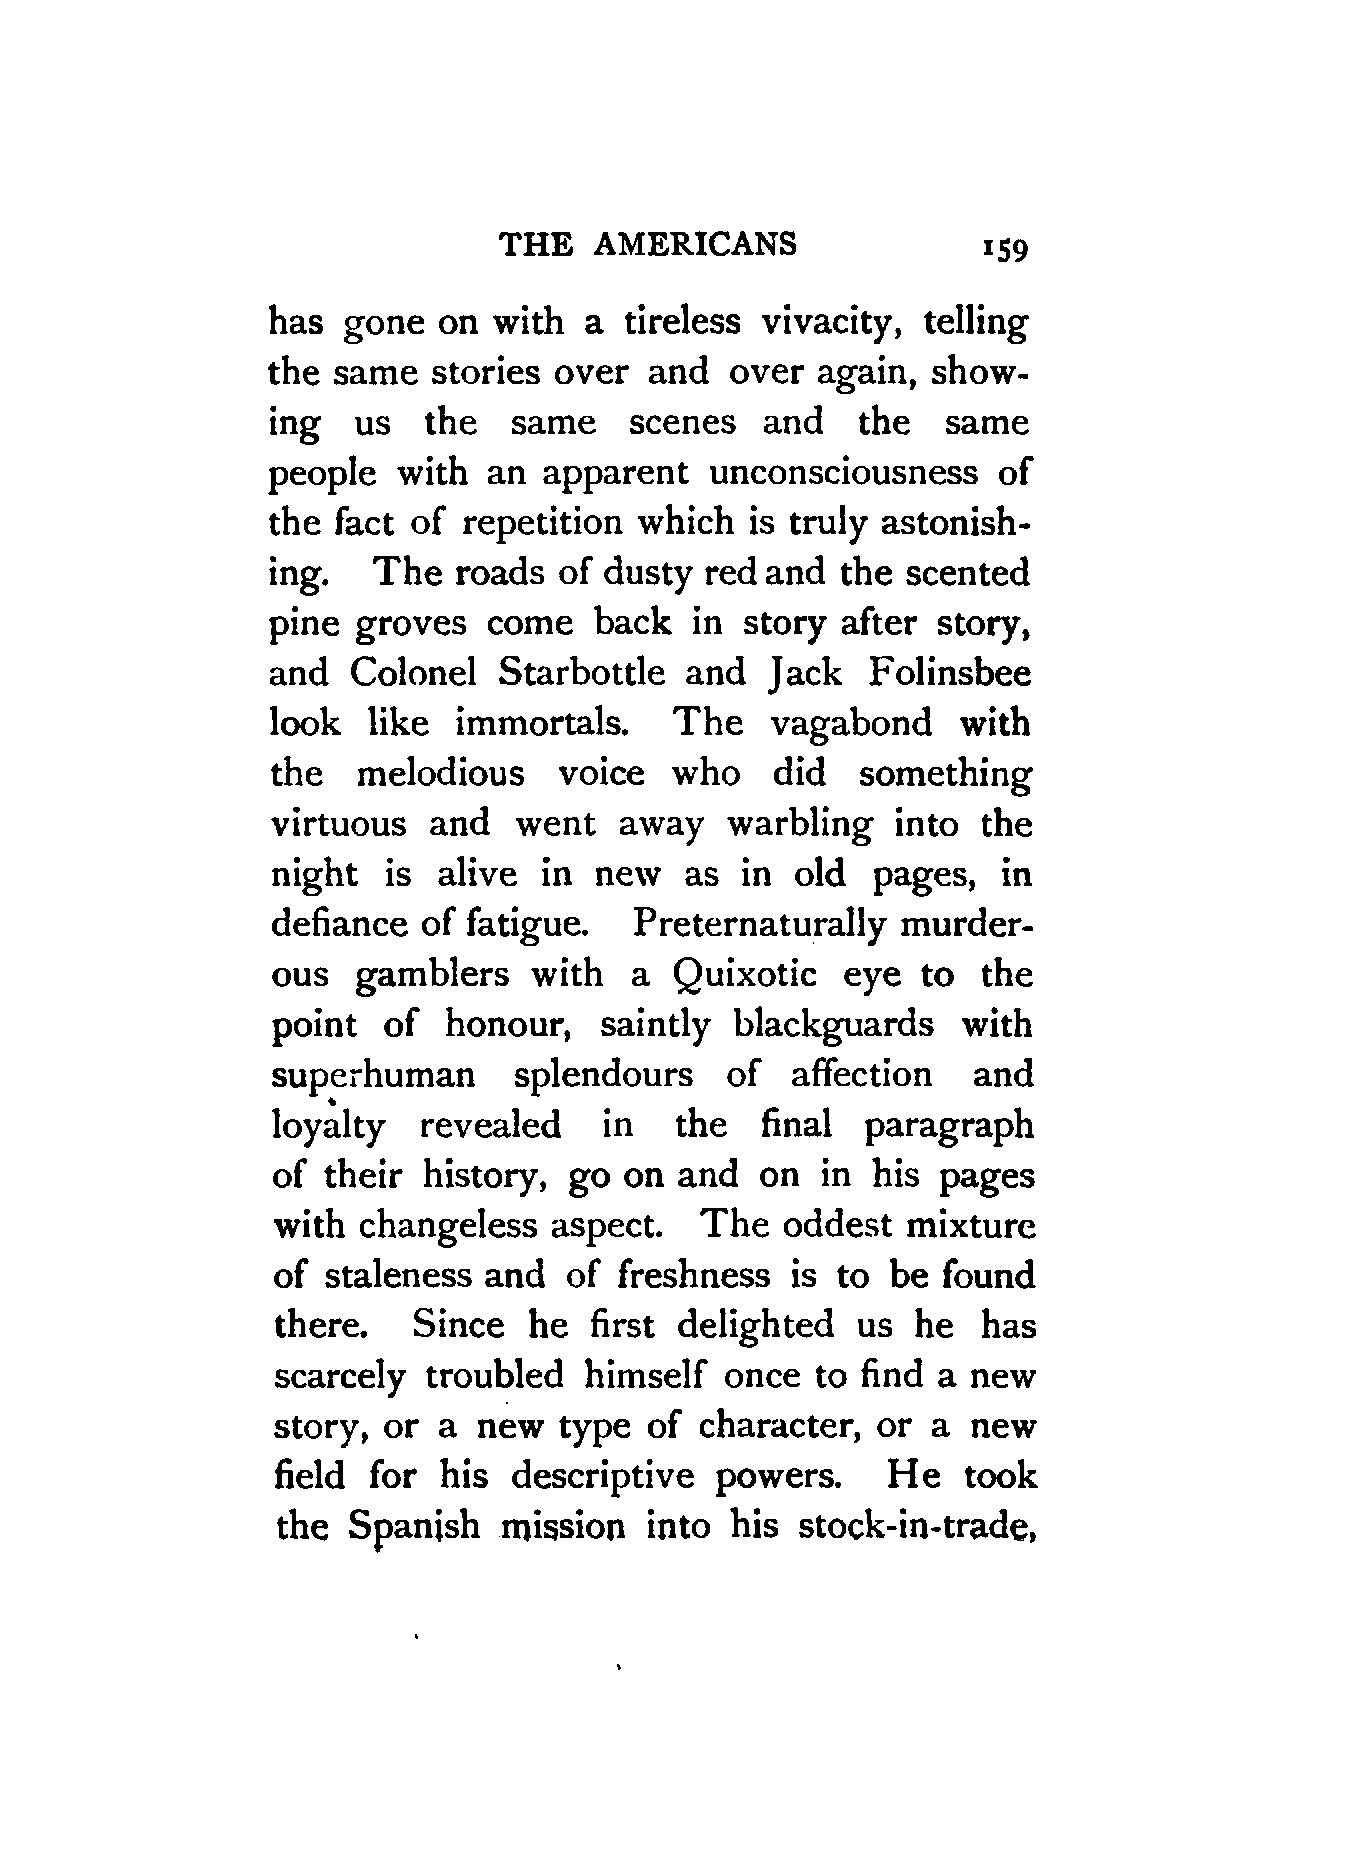 THE AMERICANS 159
has gone on with a tireless vivacity, telling
the same stories over and over again, show-
ing us the same scenes and the same
people with an apparent unconsciousness of
the fact of repetition which is truly astonish-
ing. The roads of dusty red and the scented
pine groves come back in story after story,
and Colonel Starbottle and Jack Folinsbee
look like immortals. The vagabond with
the melodious voice who did something
virtuous and went away warbling into the
night is alive in new as in old pages, in
defiance of fatigue. Preternaturally murder-
ous gamblers with a Quixotic eye to the
point of honour, saintly blackguards with
superhuman splendours of affection and
loyalty revealed in the final paragraph
of their history, go on and on in his pages
with changeless aspect. The oddest mixture
of staleness and of freshness is to be found
there. Since he first delighted us he has
scarcely troubled himself once to find a new
story, or a new type of character, or a new
field for his descriptive powers. He took
the Spanish mission into his stock-in-trade,